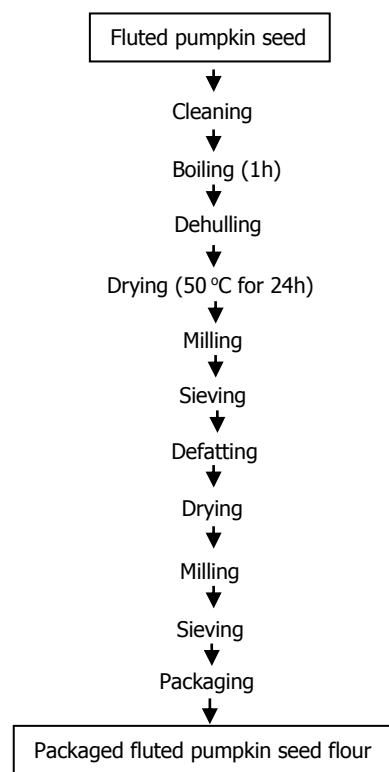 Fluted pumpkin seed
Cleaning
Boiling (1h)
Dehulling
Drying (50 ºC for 24h)
Milling
Sieving
Defatting
Drying
Milling
Sieving
Packaging
Packaged fluted pumpkin seed flour